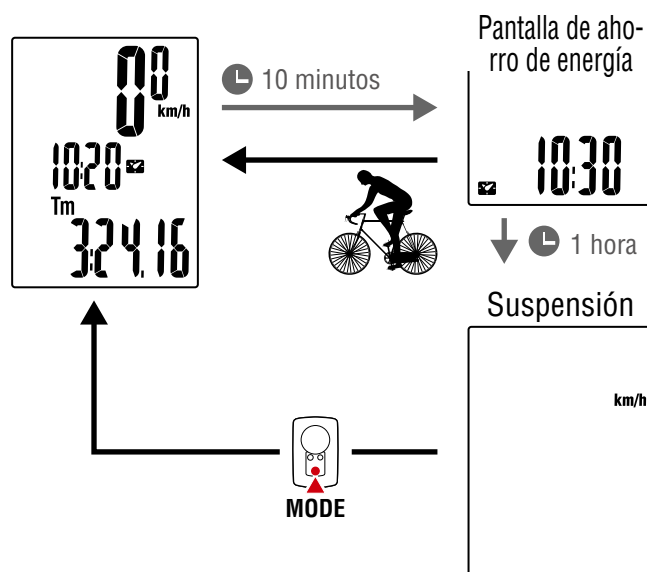 0.0
km/h
10:20
Tm
3:24.16
10 minutos
Pantalla de aho-
rro de energía
10:30
1 hora
Suspensión
km/h
MODE